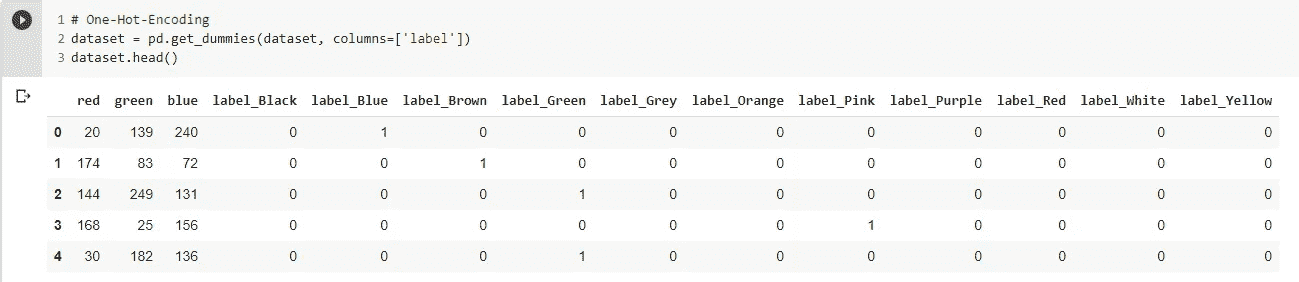 1 # One-Hot-Encoding
2 dataset = pd.get_dummies(dataset, columns=['label'])
3 dataset.head()
red green blue label_Black label_Blue label_Brown label_Green label_Grey label_Orange label_Pink label_Purple label_Red label_White label_Yellow
0 20 139 240 0 1 0 0 0 0 0 0 0 0 0
1 174 83 72 0 0 1 0 0 0 0 0 0 0 0
2 144 249 131 0 0 0 1 0 0 0 0 0 0 0
3 168 25 156 0 0 0 0 0 0 1 0 0 0 0
4 30 182 136 0 0 0 1 0 0 0 0 0 0 0